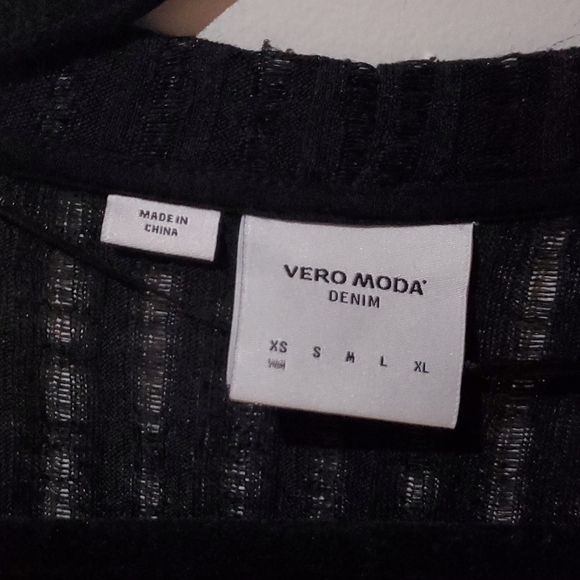 MADE IN
CHINA
VERO MODA
DENIM
XS S M L XL